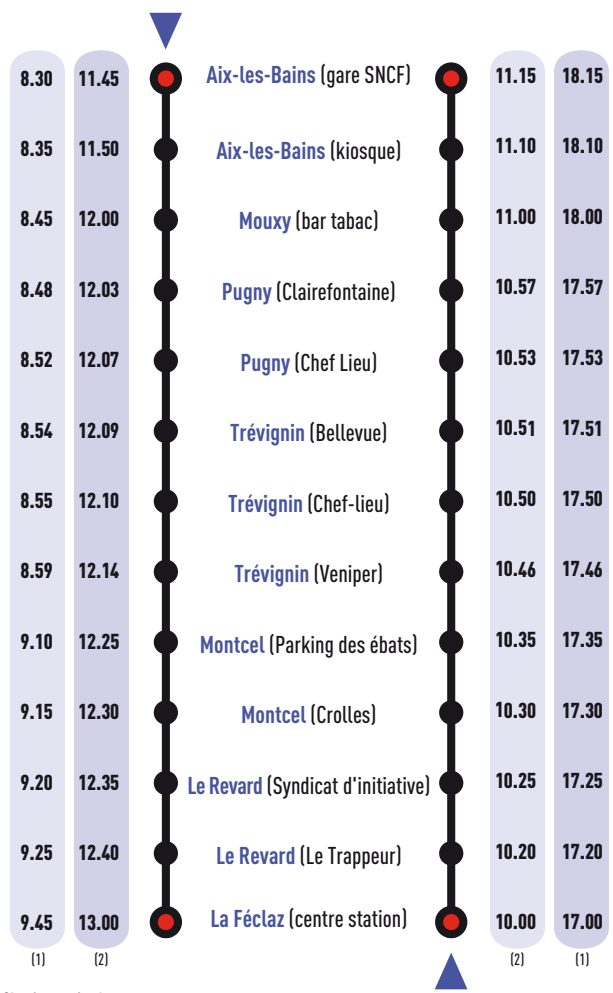 8.30 11.45 Aix-les-Bains (gare SNCF) 11.15 18.15
8.35 11.50 Aix-les-Bains (kiosque) 11.10 18.10
8.45 12.00 Mouxy (bar tabac) 11.00 18.00
8.48 12.03 Pugny (Clairefontaine) 10.57 17.57
8.52 12.07 Pugny (Chef Lieu) 10.53 17.53
8.54 12.09 Trévignin (Bellevue) 10.51 17.51
8.55 12.10 Trévignin (Chef-lieu) 10.50 17.50
8.59 12.14 Trévignin (Veniper) 10.46 17.46
9.10 12.25 Montcel (Parking des ébats) 10.35 17.35
9.15 12.30 Montcel (Crolles) 10.30 17.30
9.20 12.35 Le Revard (Syndicat d'initiative) 10.25 17.25
9.25 12.40 Le Revard (Le Trappeur) 10.20 17.20
9.45 13.00 La Féclaz (centre station) 10.00 17.00
(1) (2) (2) (1)